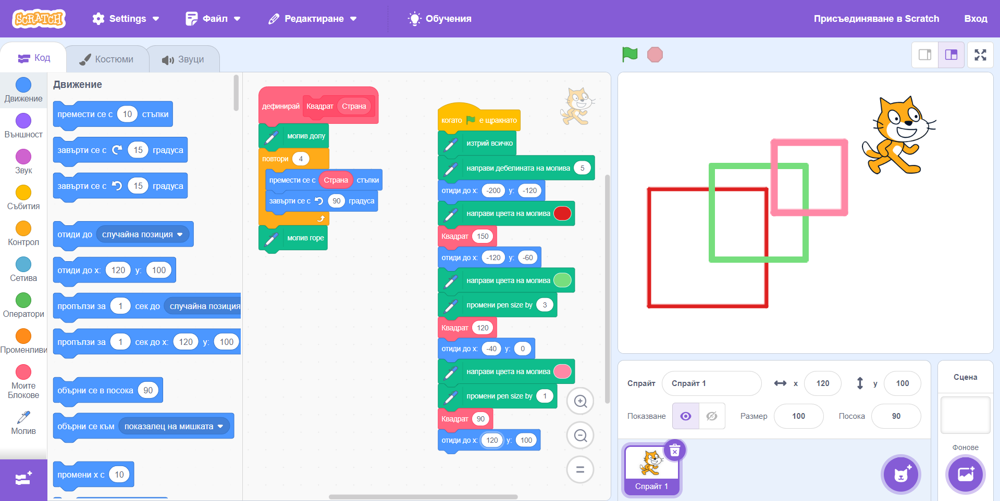 SCRATCH
Settings
Файл
Редактиране
Обучения
Присъединяване в Scratch
Вход
Код
Костюми
Звуци
Движение
Външност
Звук
Събития
Контрол
Сетива
Оператори
Променливи
Моите
Блокове
Молив
Движение
премести се с 10 стъпки
завърти се с 15 градуса
завърти се с 15 градуса
отиди до случайна позиция
отиди до x: 120 y: 100
пропълзи за 1 сек до случайна позиция
пропълзи за 1 сек до x: 120 y: 100
обърни се в посока 90
обърни се към показалец на мишката
промени x с 10
дефинирай Квадрат Страна
молив долу
повтори 4
премести се с Страна стъпки
завърти се с 90 градуса
молив горе
когато е щракнато
изтрий всичко
направи дебелината на молива 5
отиди до x: -200 y: -120
направи цвета на молива
Квадрат 150
отиди до x: -120 y: -60
направи цвета на молива
промени pen size by 3
Квадрат 120
отиди до x: -40 y: 0
направи цвета на молива
промени pen size by 1
Квадрат 90
отиди до x: 120 y: 100
Спрайт Спрайт 1 x 120 y 100
Показване Размер 100 Посока 90
Спрайт 1
Сцена
Фонове